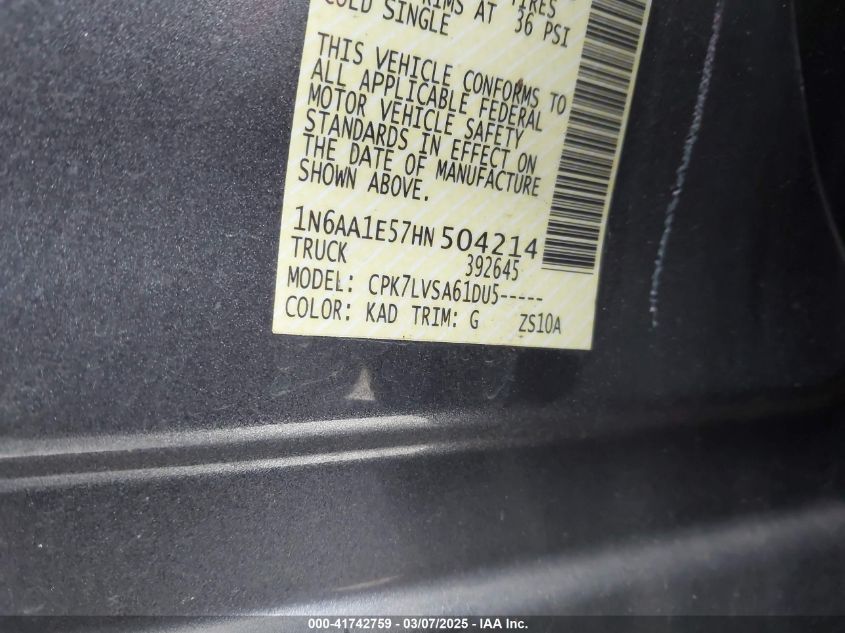 RIMS AT TIRES
COLD SINGLE 36 PSI
THIS VEHICLE CONFORMS TO
ALL APPLICABLE FEDERAL
MOTOR VEHICLE SAFETY
STANDARDS IN EFFECT ON
THE DATE OF MANUFACTURE
SHOWN ABOVE.
1N6AA1E57HN504214
TRUCK 392645
MODEL: CPK7LVSA61DU5-----
COLOR: KAD TRIM: G ZS10A
000-41742759 — 03/07/2025 — IAA Inc.